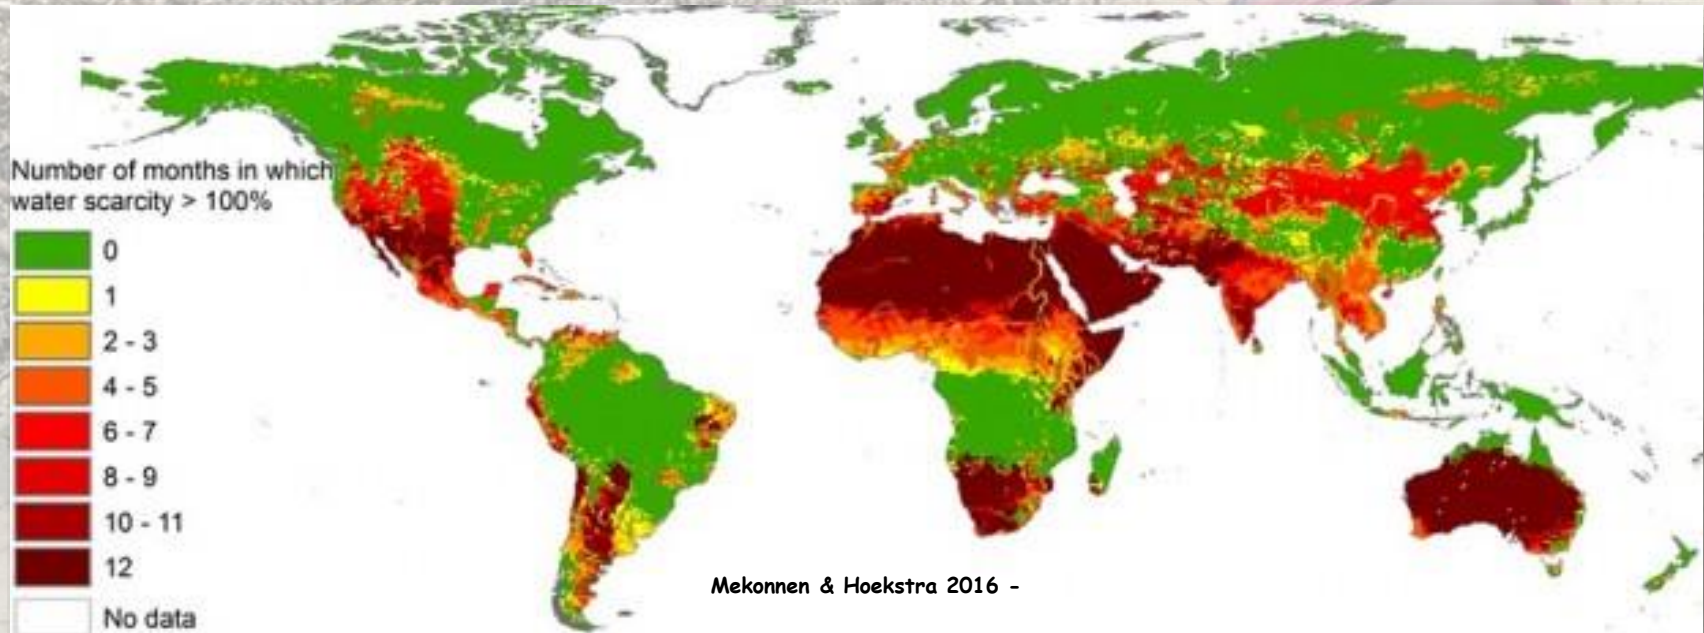 Number of months in which
water scarcity > 100%
0
1
2 - 3
4 - 5
6 - 7
8 - 9
10 - 11
12
No data
Mekonnen & Hoekstra 2016 -